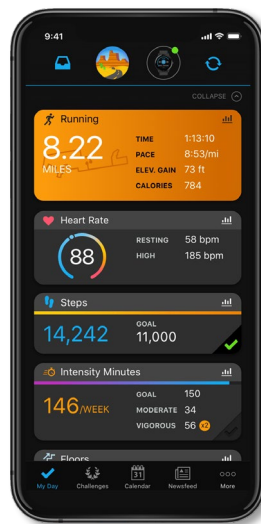 9:41
COLLAPSE
Running
8.22
MILES
TIME 1:13:10
PACE 8:53/mi
ELEV. GAIN 73 ft
CALORIES 784
Heart Rate
88
RESTING 58 bpm
HIGH 185 bpm
Steps
14,242
GOAL
11,000
Intensity Minutes
146/WEEK
GOAL 150
MODERATE 34
VIGOROUS 56 x2
Floors
31
My Day Challenges Calendar Newsfeed More